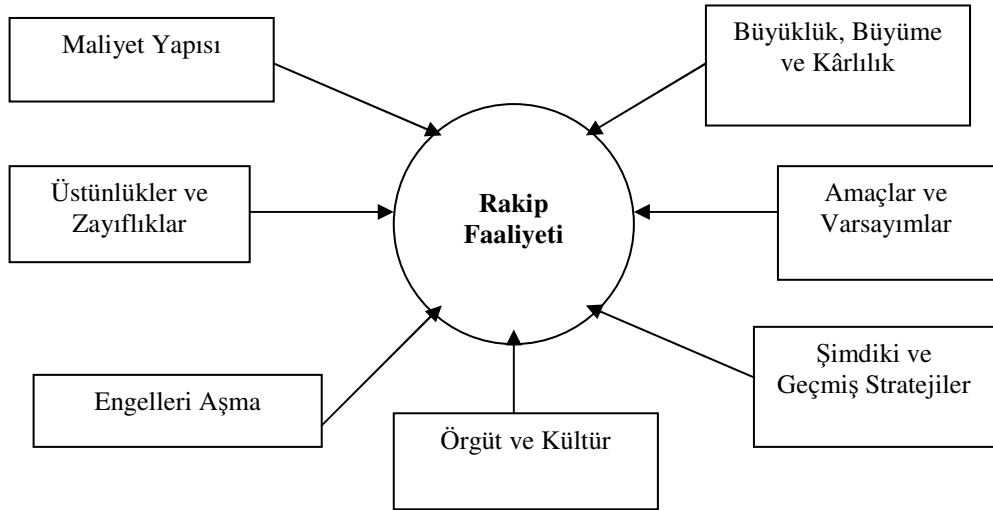 Maliyet Yapısı
Büyüklük, Büyüme
ve Kârlılık
Üstünlükler ve
Zayıflıklar
Rakip
Faaliyeti
Amaçlar ve
Varsayımlar
Engelleri Aşma
Örgüt ve Kültür
Şimdiki ve
Geçmiş Stratejiler